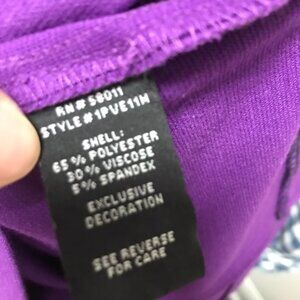 RN# 58011
STYLE# 1PVE11M
SHELL:
65% POLYESTER
30% VISCOSE
5% SPANDEX
EXCLUSIVE
DECORATION
SEE REVERSE
FOR CARE